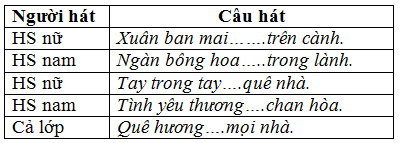 Người hát Câu hát
HS nữ Xuân ban mai…….trên cành.
HS nam Ngàn bông hoa…..trong lành.
HS nữ Tay trong tay….quê nhà.
HS nam Tình yêu thương….chan hòa.
Cả lớp Quê hương….mọi nhà.